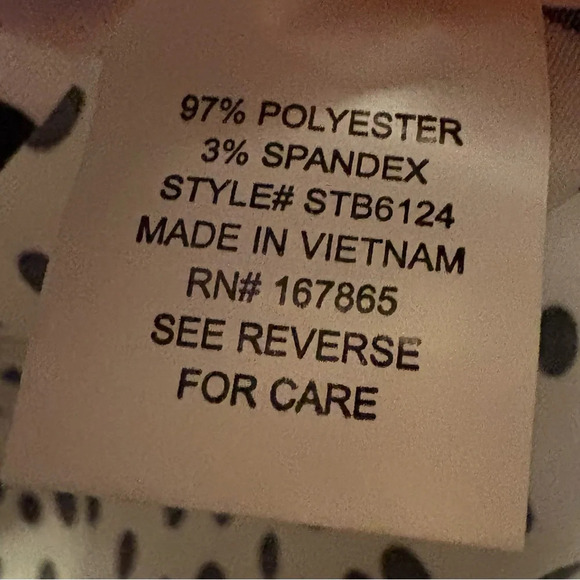 97% POLYESTER
3% SPANDEX
STYLE# STB6124
MADE IN VIETNAM
RN# 167865
SEE REVERSE
FOR CARE